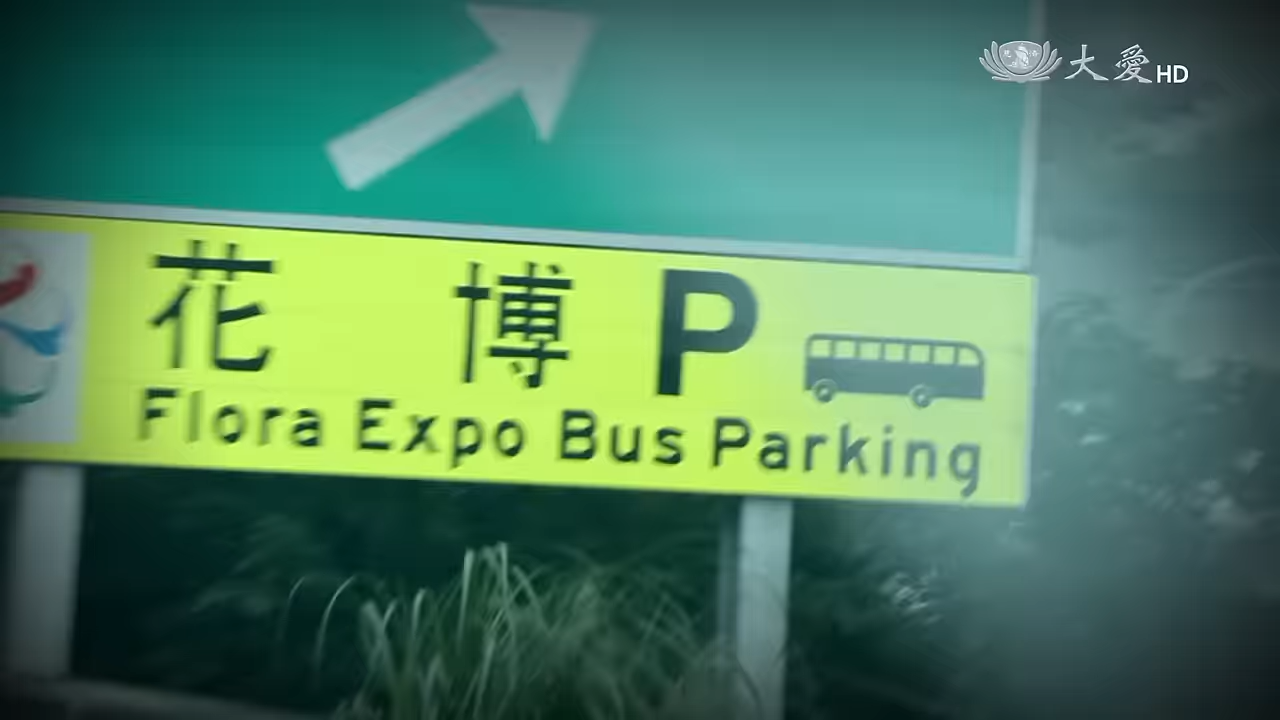 大愛HD
花 博 P
Flora Expo Bus Parking